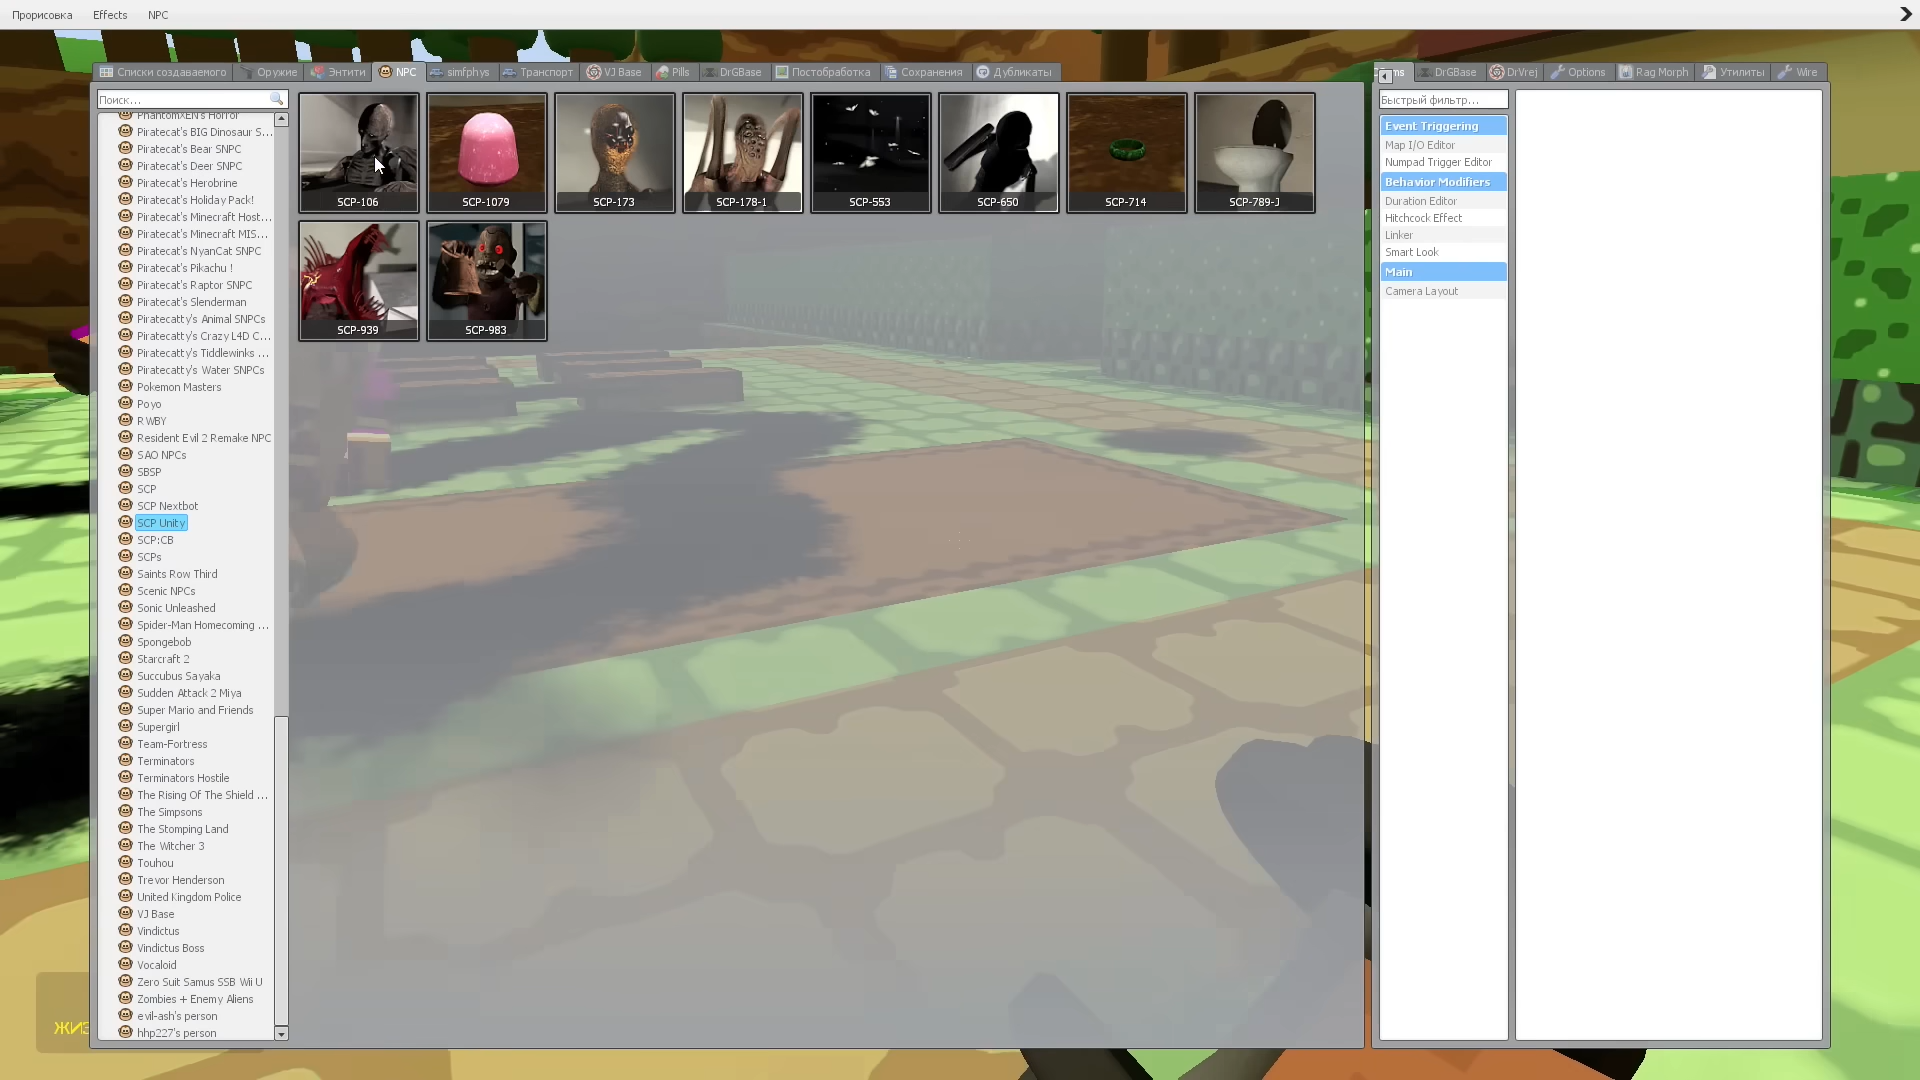 Прорисовка Effects NPC
Списки создаваемого Оружие Энтити NPC simfphys Транспорт VJ Base Pills DrGBase Постобработка Сохранения Дубликаты
DrGBase DrVrej Options Rag Morph Утилиты Wire
Поиск...
PhantomXEN's Horror
Piratecat's BIG Dinosaur S...
Piratecat's Bear SNPC
Piratecat's Deer SNPC
Piratecat's Herobrine
Piratecat's Holiday Pack!
Piratecat's Minecraft Host...
Piratecat's Minecraft MIS...
Piratecat's NyanCat SNPC
Piratecat's Pikachu !
Piratecat's Raptor SNPC
Piratecat's Slenderman
Piratecatty's Animal SNPCs
Piratecatty's Crazy L4D C...
Piratecatty's Tiddlewinks ...
Piratecatty's Water SNPCs
Pokemon Masters
Poyo
RWBY
Resident Evil 2 Remake NPC
SAO NPCs
SBSP
SCP
SCP Nextbot
SCP Unity
SCP:CB
SCPs
Saints Row Third
Scenic NPCs
Sonic Unleashed
Spider-Man Homecoming ...
Spongebob
Starcraft 2
Succubus Sayaka
Sudden Attack 2 Miya
Super Mario and Friends
Supergirl
Team-Fortress
Terminators
Terminators Hostile
The Rising Of The Shield ...
The Simpsons
The Stomping Land
The Witcher 3
Touhou
Trevor Henderson
United Kingdom Police
VJ Base
Vindictus
Vindictus Boss
Vocaloid
Zero Suit Samus SSB Wii U
Zombies + Enemy Aliens
evil-ash's person
hhp227's person
SCP-106 SCP-1079 SCP-173 SCP-178-1 SCP-553 SCP-650 SCP-714 SCP-789-J
SCP-939 SCP-983
Быстрый фильтр...
Event Triggering
Map I/O Editor
Numpad Trigger Editor
Behavior Modifiers
Duration Editor
Hitchcock Effect
Linker
Smart Look
Main
Camera Layout